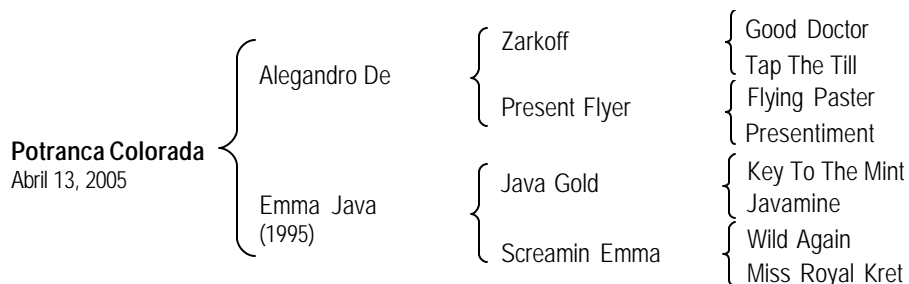 Potranca Colorada
Abril 13, 2005
Alegandro De
Emma Java
(1995)
Zarkoff
Present Flyer
Java Gold
Screamin Emma
Good Doctor
Tap The Till
Flying Paster
Presentiment
Key To The Mint
Javamine
Wild Again
Miss Royal Kret